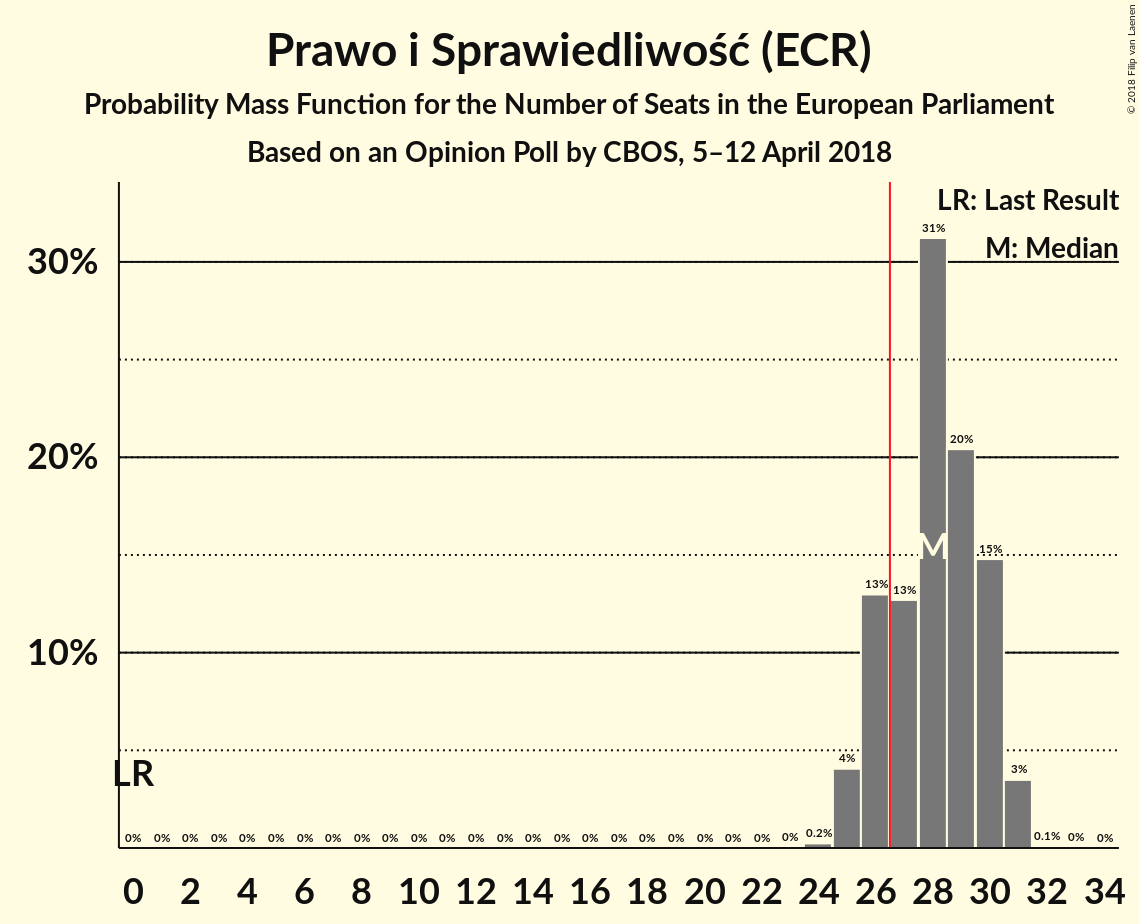 Prawo i Sprawiedliwość (ECR)
Probability Mass Function for the Number of Seats in the European Parliament
Based on an Opinion Poll by CBOS, 5–12 April 2018
© 2018 Filip van Laenen
LR: Last Result
M: Median
31%
30%
20%
20%
15%
M
13% 13%
10%
4% 3%
LR
0% 0% 0% 0% 0% 0% 0% 0% 0% 0% 0% 0% 0% 0% 0% 0% 0% 0% 0% 0% 0% 0% 0% 0% 0.2% 0.1% 0% 0%
0 2 4 6 8 10 12 14 16 18 20 22 24 26 28 30 32 34